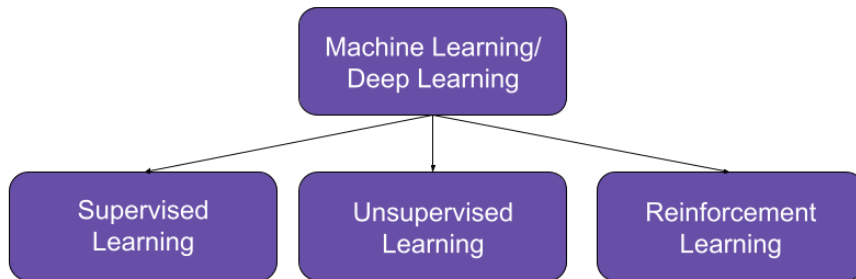 Machine Learning/
Deep Learning
Supervised
Learning
Unsupervised
Learning
Reinforcement
Learning